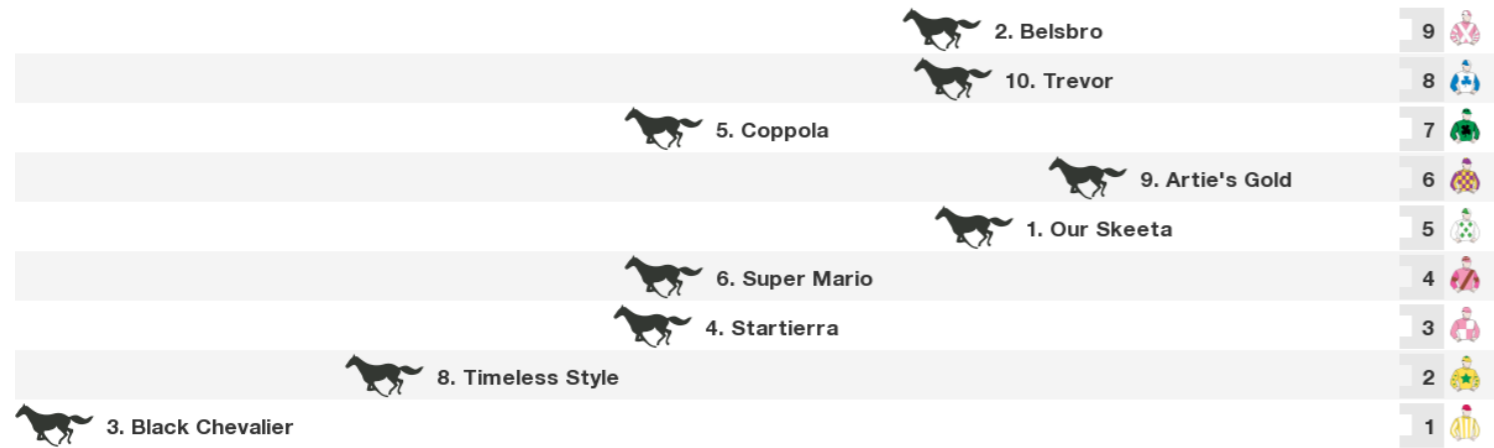 2. Belsbro 9
10. Trevor 8
5. Coppola 7
9. Artie's Gold 6
1. Our Skeeta 5
6. Super Mario 4
4. Startierra 3
8. Timeless Style 2
3. Black Chevalier 1